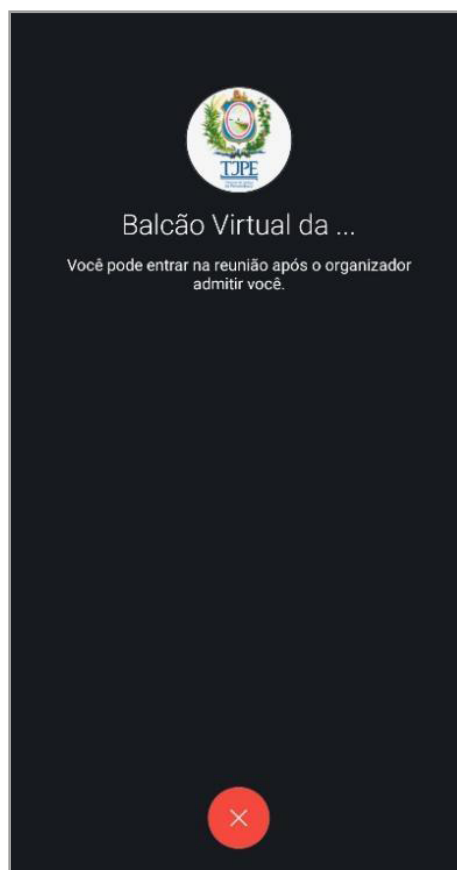 TJPE
Balcão Virtual da ...
Você pode entrar na reunião após o organizador
admitir você.